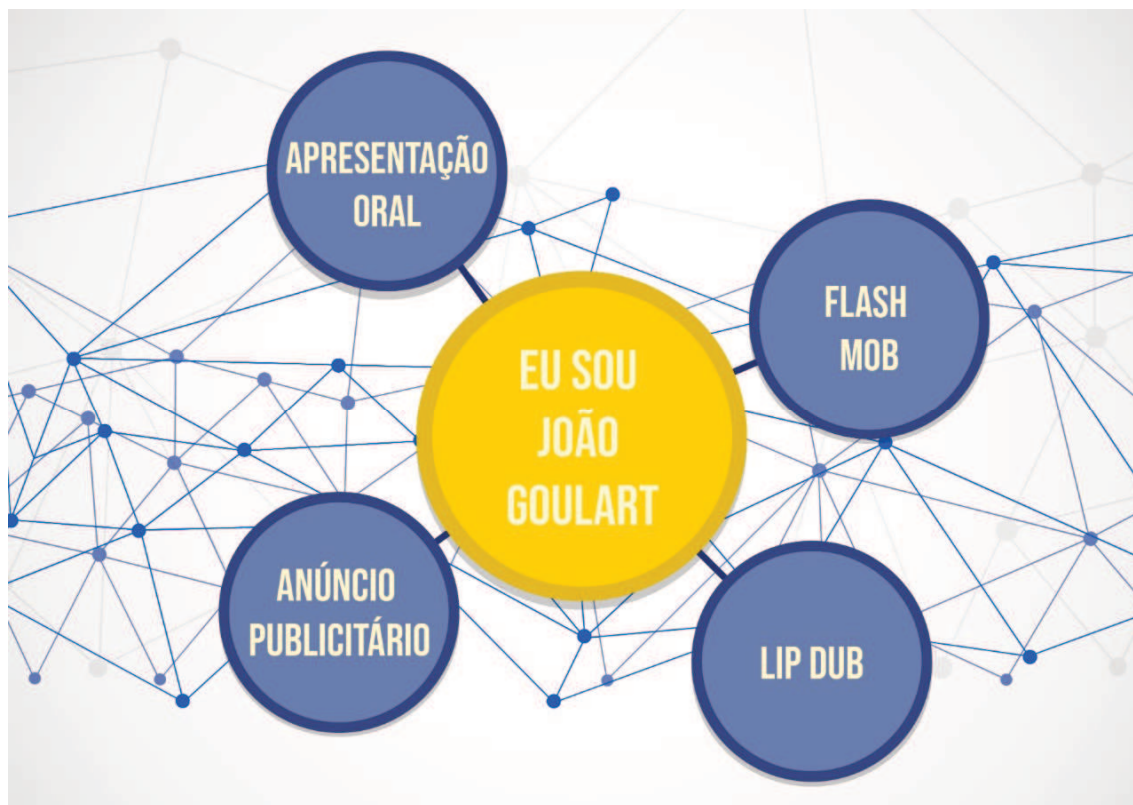 APRESENTAÇÃO
ORAL
FLASH
MOB
EU SOU
JOÃO
GOULART
ANÚNCIO
PUBLICITÁRIO
LIP DUB